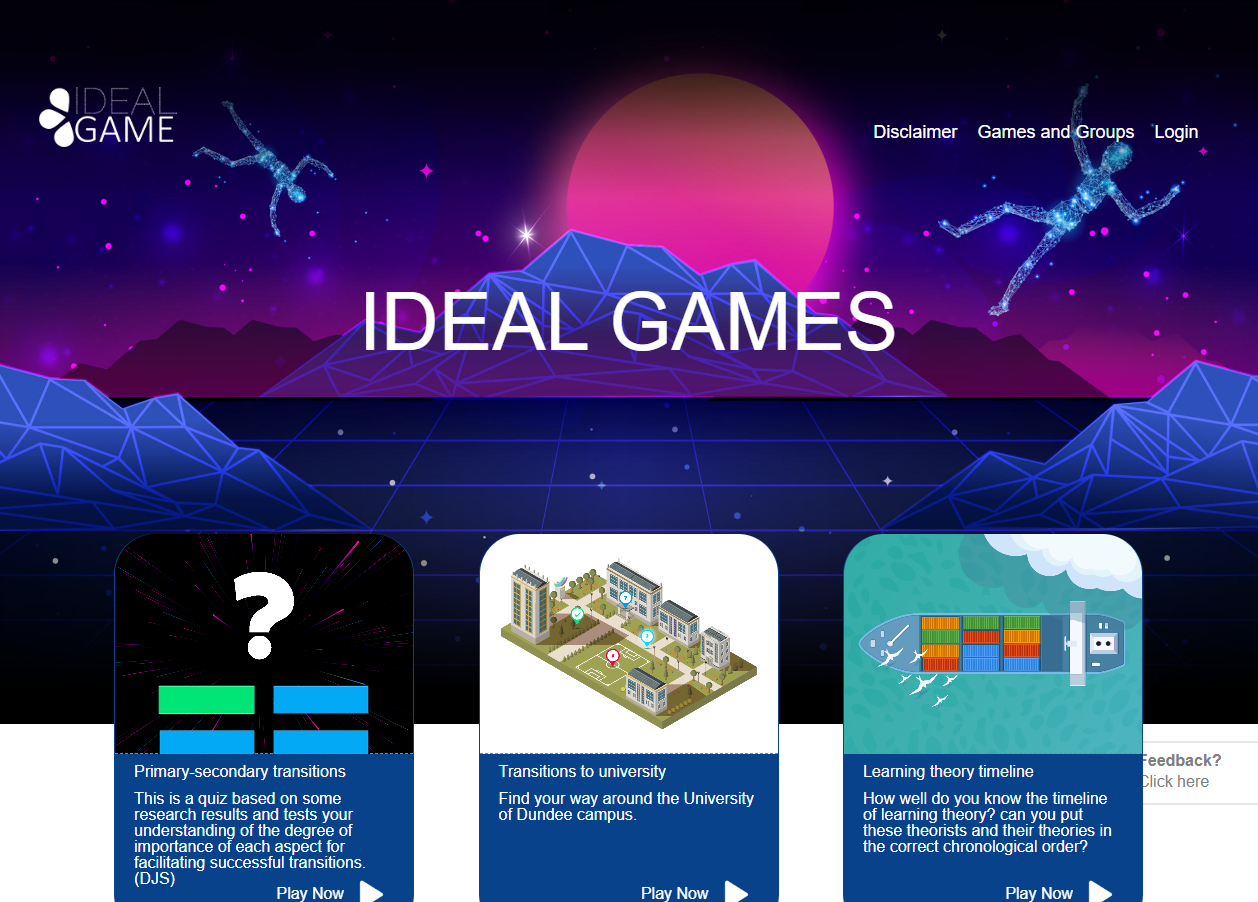 IDEAL
GAME
Disclaimer Games and Groups Login
IDEAL GAMES
?
Primary-secondary transitions
This is a quiz based on some
research results and tests your
understanding of the degree of
importance of each aspect for
facilitating successful transitions.
(DJS)
Play Now
Transitions to university
Find your way around the University
of Dundee campus.
Play Now
Learning theory timeline
How well do you know the timeline
of learning theory? can you put
these theorists and their theories in
the correct chronological order?
Play Now
Feedback?
Click here